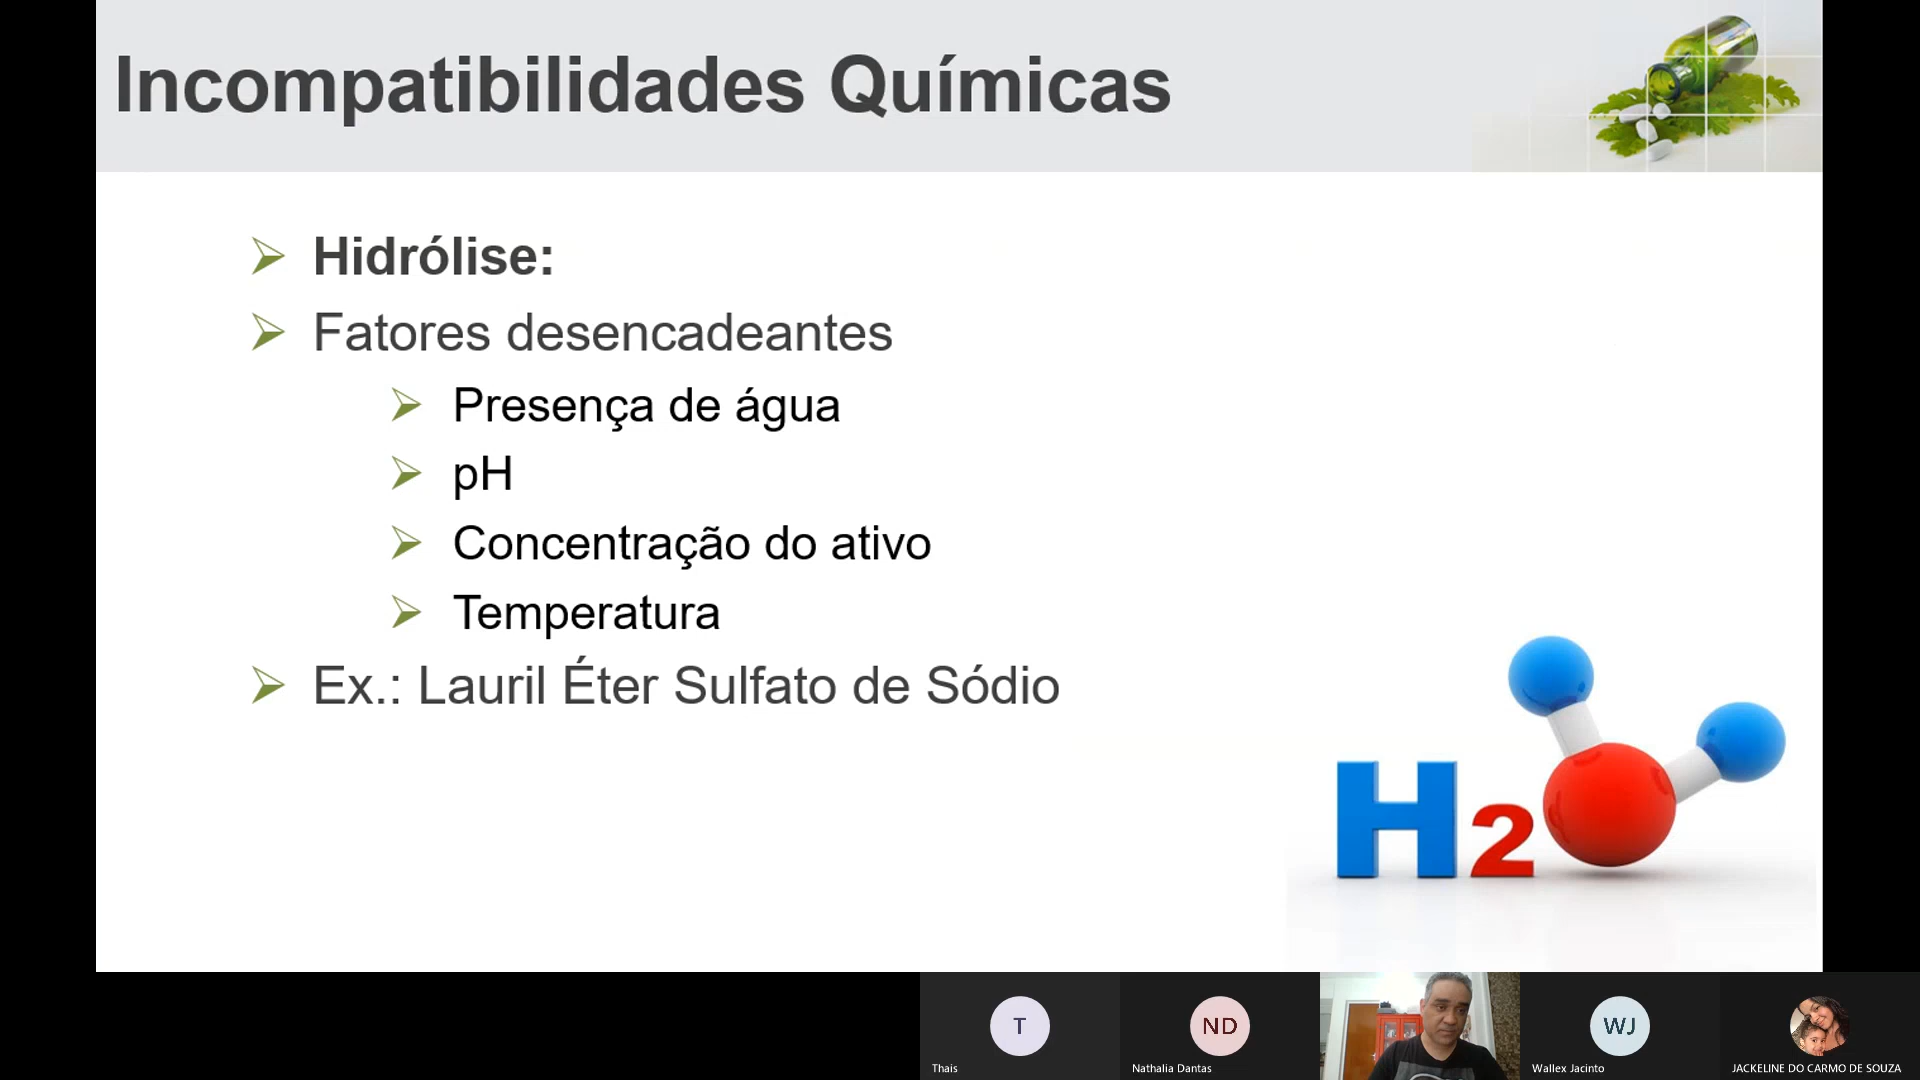 Incompatibilidades Químicas
Hidrólise:
Fatores desencadeantes
Presença de água
pH
Concentração do ativo
Temperatura
Ex.: Lauril Éter Sulfato de Sódio
H2
T
ND
WJ
Thais
Nathalia Dantas
Wallex Jacinto
JACKELINE DO CARMO DE SOUZA